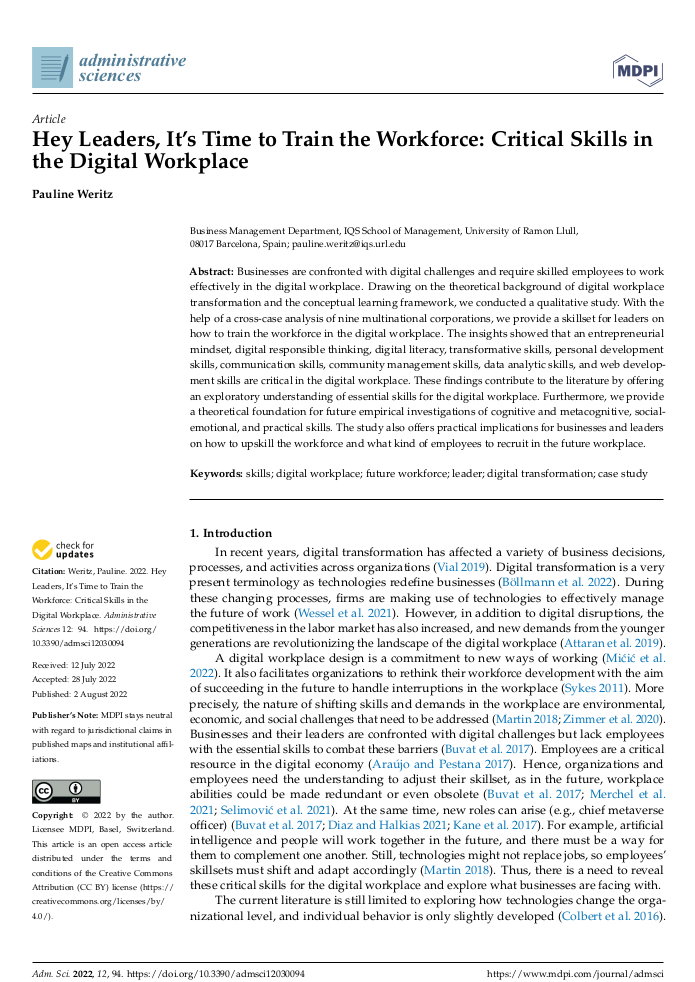 administrative
sciences
MDPI
Article
Hey Leaders, It's Time to Train the Workforce: Critical Skills in
the Digital Workplace
Pauline Weritz
Business Management Department, IQS School of Management, University of Ramon Llull,
08017 Barcelona, Spain; pauline.weritz@iqs.url.edu
Abstract: Businesses are confronted with digital challenges and require skilled employees to work
effectively in the digital workplace. Drawing on the theoretical background of digital workplace
transformation and the conceptual learning framework, we conducted a qualitative study. With the
help of a cross-case analysis of nine multinational corporations, we provide a skillset for leaders on
how to train the workforce in the digital workplace. The insights showed that an entrepreneurial
mindset, digital responsible thinking, digital literacy, transformative skills, personal development
skills, communication skills, community management skills, data analytic skills, and web develop-
ment skills are critical in the digital workplace. These findings contribute to the literature by offering
an exploratory understanding of essential skills for the digital workplace. Furthermore, we provide
a theoretical foundation for future empirical investigations of cognitive and metacognitive, social-
emotional, and practical skills. The study also offers practical implications for businesses and leaders
on how to upskill the workforce and what kind of employees to recruit in the future workplace.
Keywords: skills; digital workplace; future workforce; leader; digital transformation; case study
check for
updates
Citation: Weritz, Pauline. 2022. Hey
Leaders, It's Time to Train the
Workforce: Critical Skills in the
Digital Workplace. Administrative
Sciences 12: 94. https://doi.org/
10.3390/admsci12030094
Received: 12 July 2022
Accepted: 28 July 2022
Published: 2 August 2022
Publisher's Note: MDPI stays neutral
with regard to jurisdictional claims in
published maps and institutional affil-
iations.
CC BY
Copyright: © 2022 by the author.
Licensee MDPI, Basel, Switzerland.
This article is an open access article
distributed under the terms and
conditions of the Creative Commons
Attribution (CC BY) license (https://
creativecommons.org/licenses/by/
4.0/).
1. Introduction
In recent years, digital transformation has affected a variety of business decisions,
processes, and activities across organizations (Vial 2019). Digital transformation is a very
present terminology as technologies redefine businesses (Böllmann et al. 2022). During
these changing processes, firms are making use of technologies to effectively manage
the future of work (Wessel et al. 2021). However, in addition to digital disruptions, the
competitiveness in the labor market has also increased, and new demands from the younger
generations are revolutionizing the landscape of the digital workplace (Attaran et al. 2019).
A digital workplace design is a commitment to new ways of working (Mićić et al.
2022). It also facilitates organizations to rethink their workforce development with the aim
of succeeding in the future to handle interruptions in the workplace (Sykes 2011). More
precisely, the nature of shifting skills and demands in the workplace are environmental,
economic, and social challenges that need to be addressed (Martin 2018; Zimmer et al. 2020).
Businesses and their leaders are confronted with digital challenges but lack employees
with the essential skills to combat these barriers (Buvat et al. 2017). Employees are a critical
resource in the digital economy (Araújo and Pestana 2017). Hence, organizations and
employees need the understanding to adjust their skillset, as in the future, workplace
abilities could be made redundant or even obsolete (Buvat et al. 2017; Merchel et al.
2021; Selimović et al. 2021). At the same time, new roles can arise (e.g., chief metaverse
officer) (Buvat et al. 2017; Diaz and Halkias 2021; Kane et al. 2017). For example, artificial
intelligence and people will work together in the future, and there must be a way for
them to complement one another. Still, technologies might not replace jobs, so employees'
skillsets must shift and adapt accordingly (Martin 2018). Thus, there is a need to reveal
these critical skills for the digital workplace and explore what businesses are facing with.
The current literature is still limited to exploring how technologies change the orga-
nizational level, and individual behavior is only slightly developed (Colbert et al. 2016).
Adm. Sci. 2022, 12, 94. https://doi.org/10.3390/admsci12030094
https://www.mdpi.com/journal/admsci